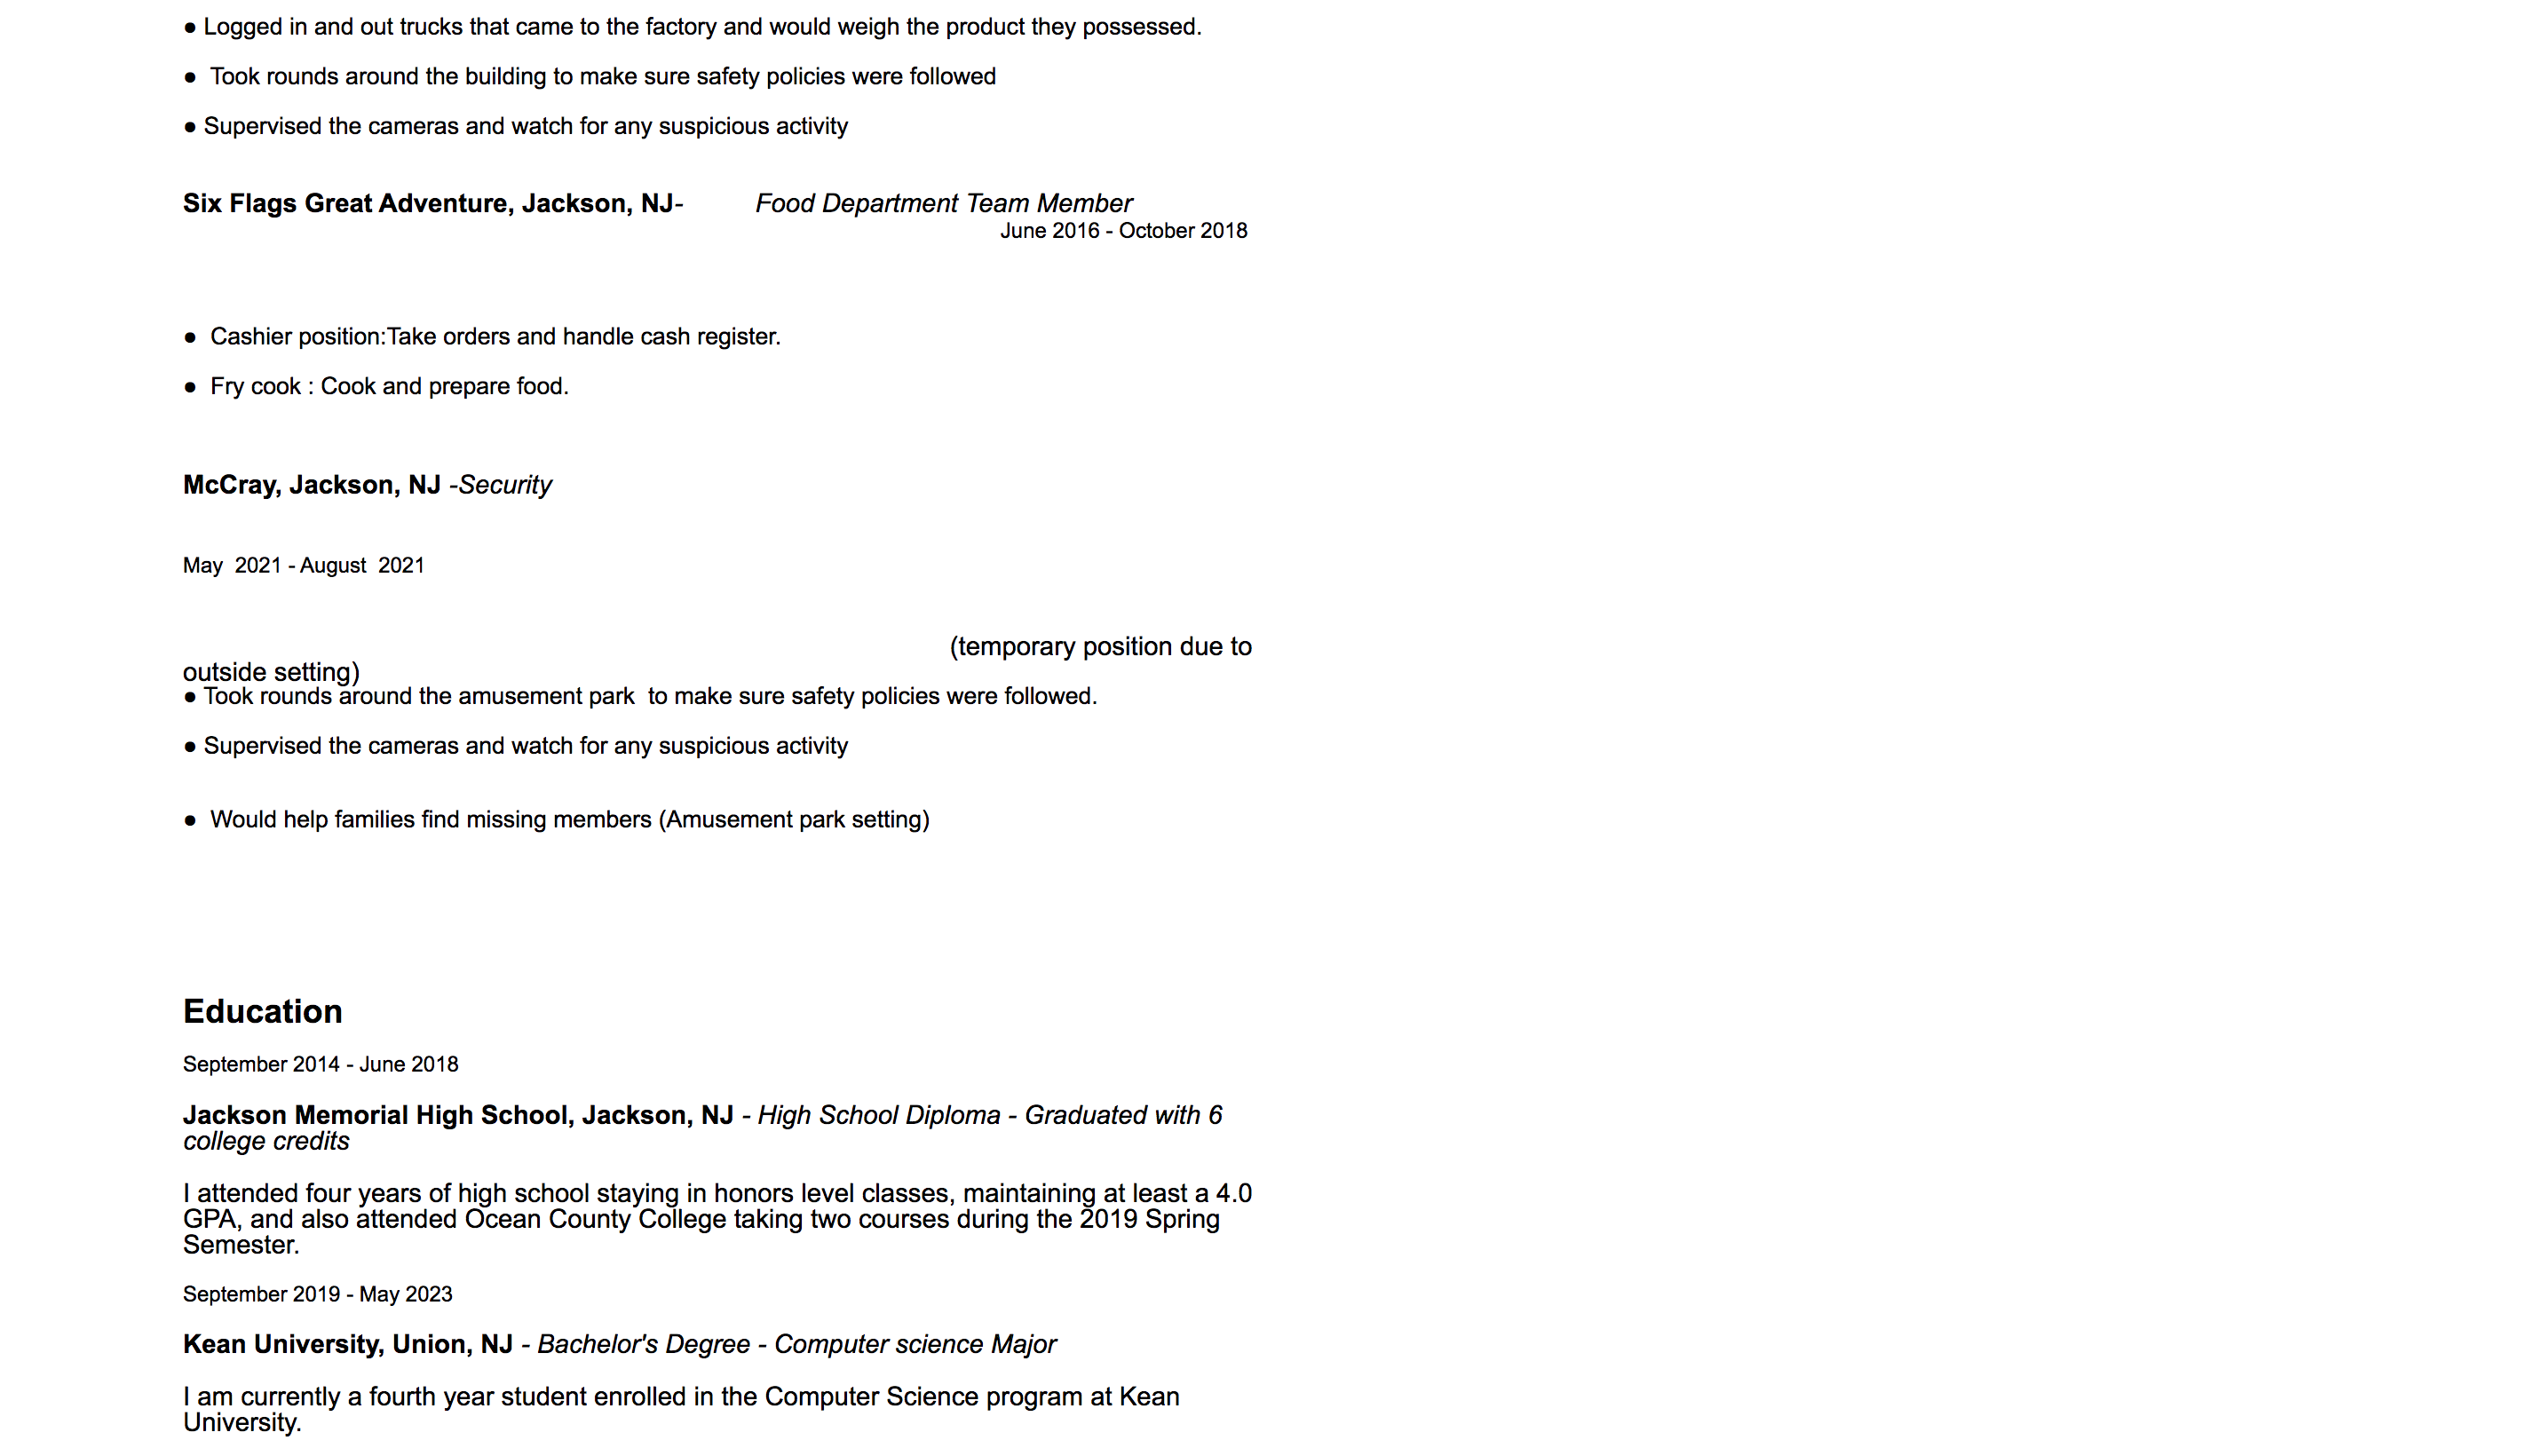 ● Logged in and out trucks that came to the factory and would weigh the product they possessed.
● Took rounds around the building to make sure safety policies were followed
● Supervised the cameras and watch for any suspicious activity
Six Flags Great Adventure, Jackson, NJ- Food Department Team Member
June 2016 - October 2018
● Cashier position:Take orders and handle cash register.
● Fry cook : Cook and prepare food.
McCray, Jackson, NJ -Security
May 2021 - August 2021
(temporary position due to
outside setting)
● Took rounds around the amusement park to make sure safety policies were followed.
● Supervised the cameras and watch for any suspicious activity
● Would help families find missing members (Amusement park setting)
Education
September 2014 - June 2018
Jackson Memorial High School, Jackson, NJ - High School Diploma - Graduated with 6
college credits
I attended four years of high school staying in honors level classes, maintaining at least a 4.0
GPA, and also attended Ocean County College taking two courses during the 2019 Spring
Semester.
September 2019 - May 2023
Kean University, Union, NJ - Bachelor's Degree - Computer science Major
I am currently a fourth year student enrolled in the Computer Science program at Kean
University.